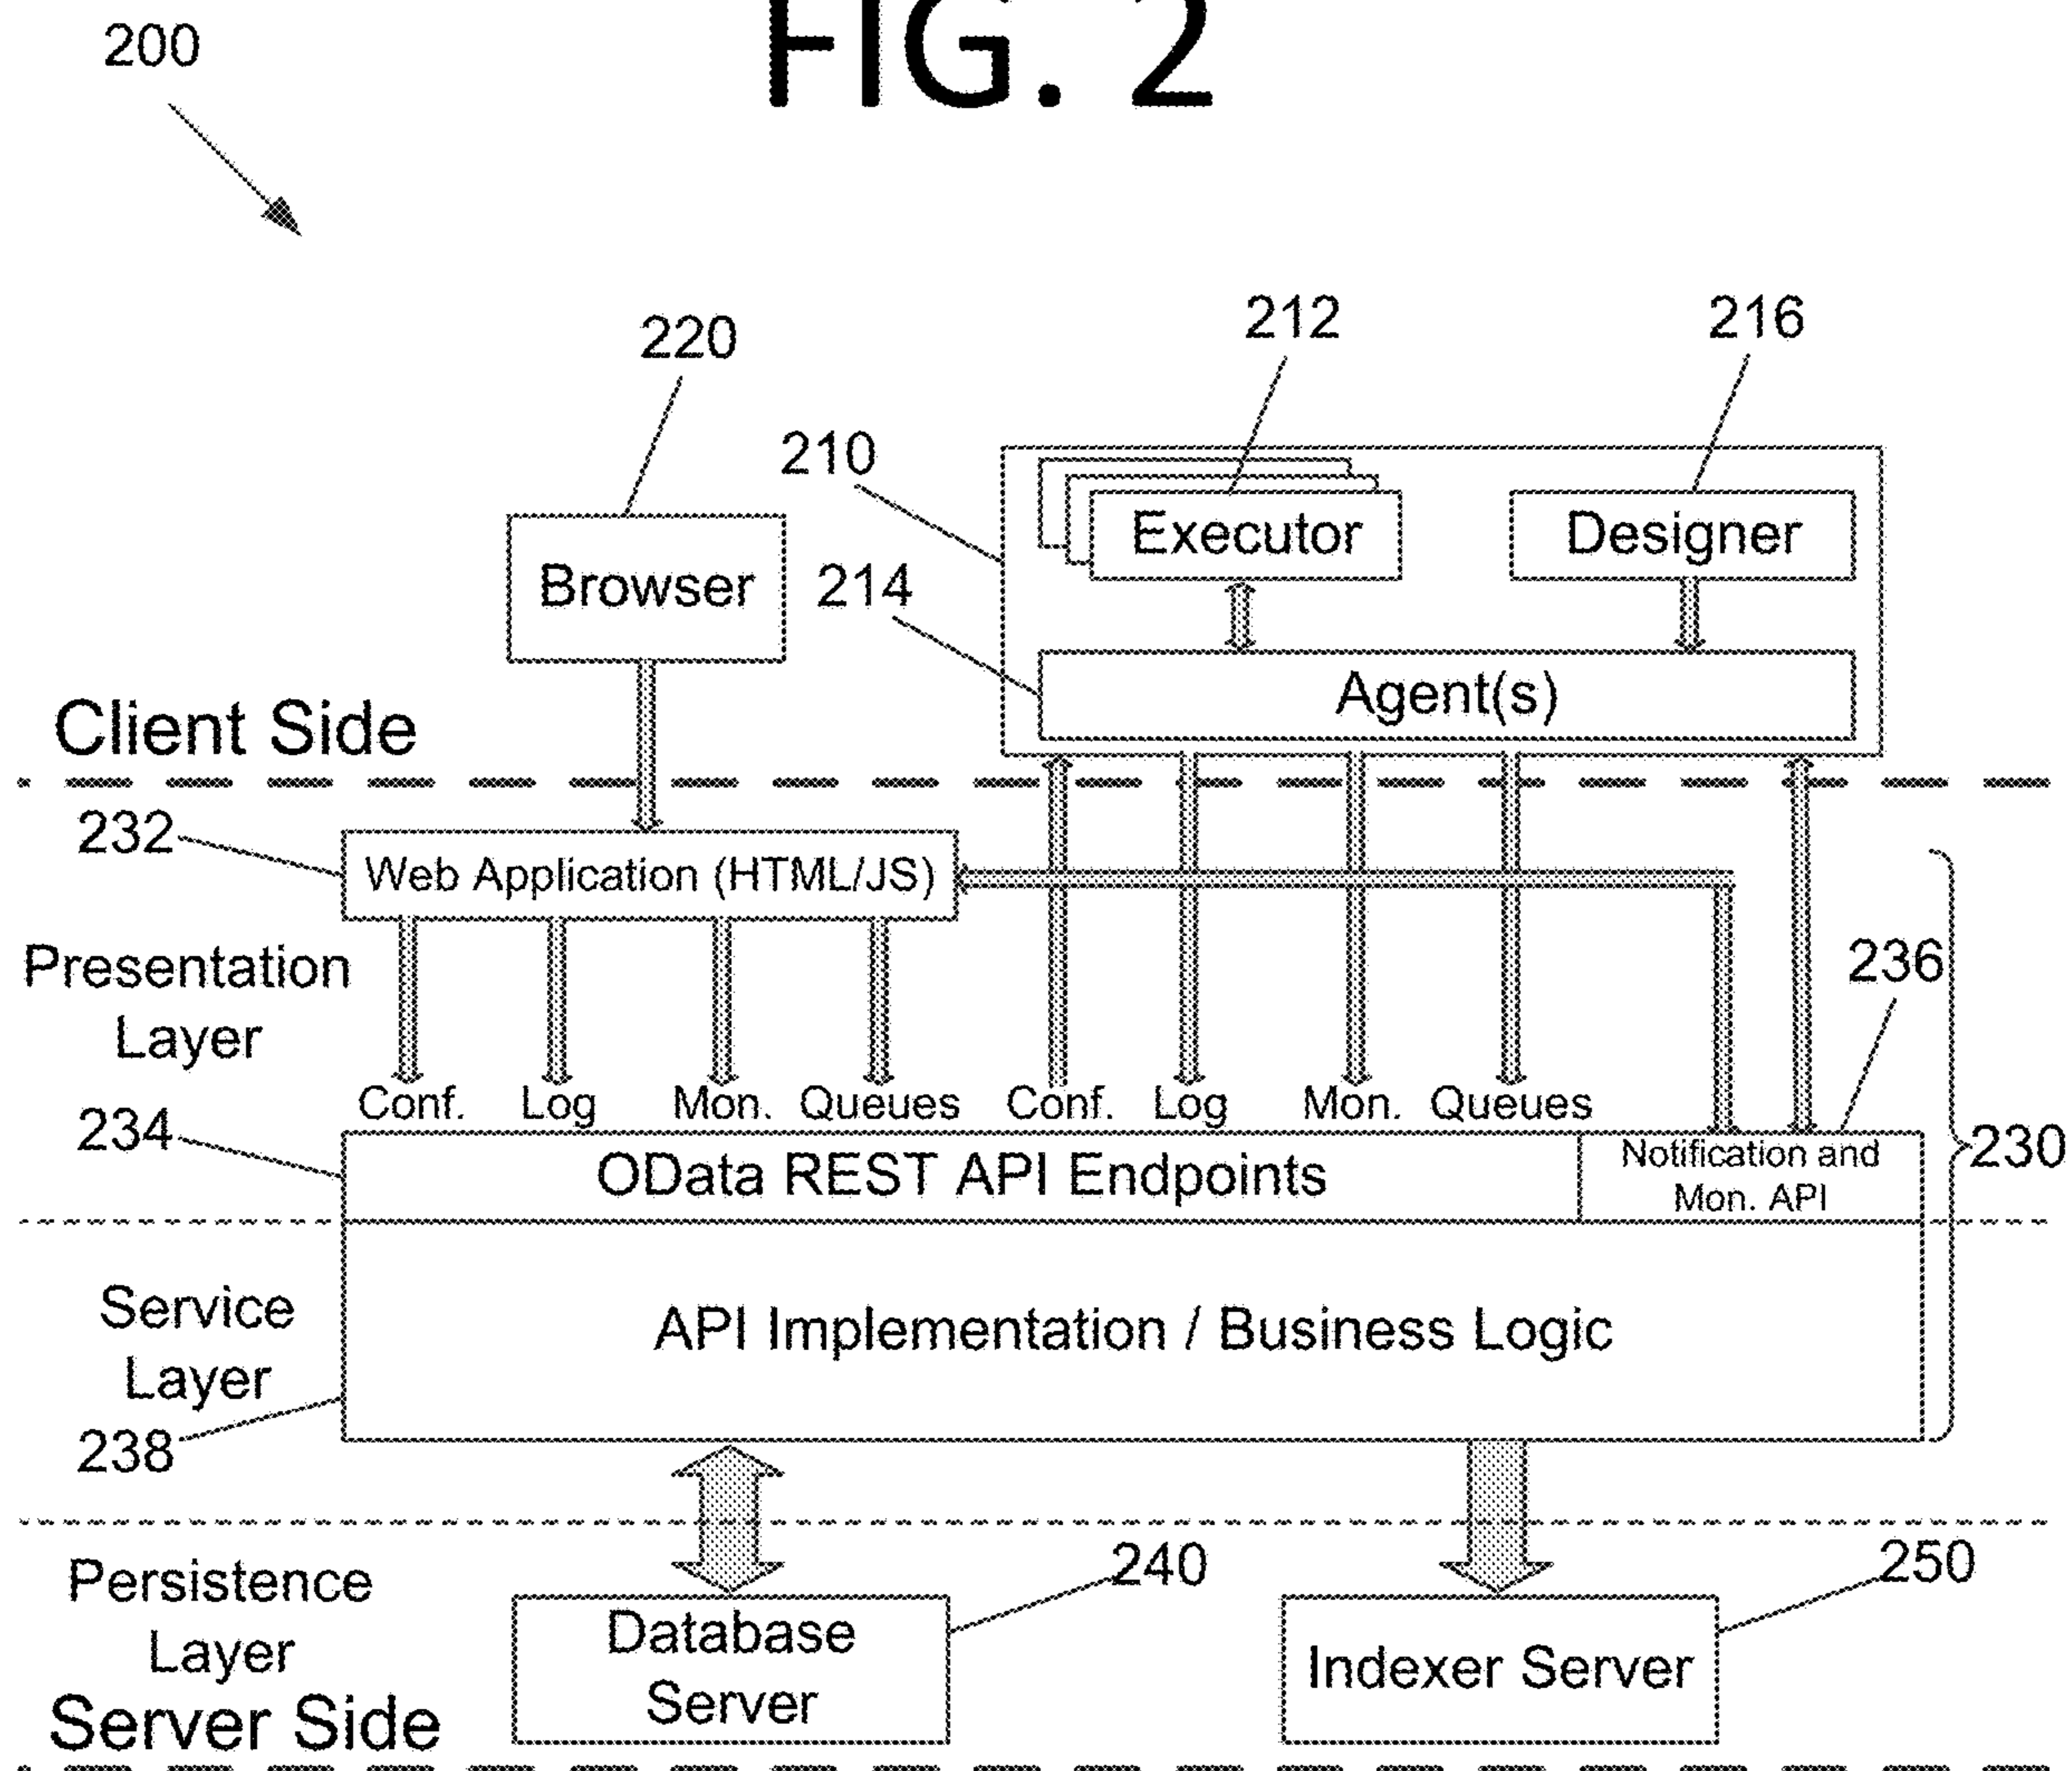 FIG. 2
200
220
212
216
210
Executor
Designer
Browser
214
Agent(s)
Client Side
232
Web Application (HTML/JS)
Presentation
Layer
236
Conf.
Log
Mon.
Queues
Conf.
Log
Mon.
Queues
234
OData REST API Endpoints
Notification and
Mon. API
230
Service
Layer
API Implementation / Business Logic
238
240
250
Persistence
Layer
Database
Server
Indexer Server
Server Side